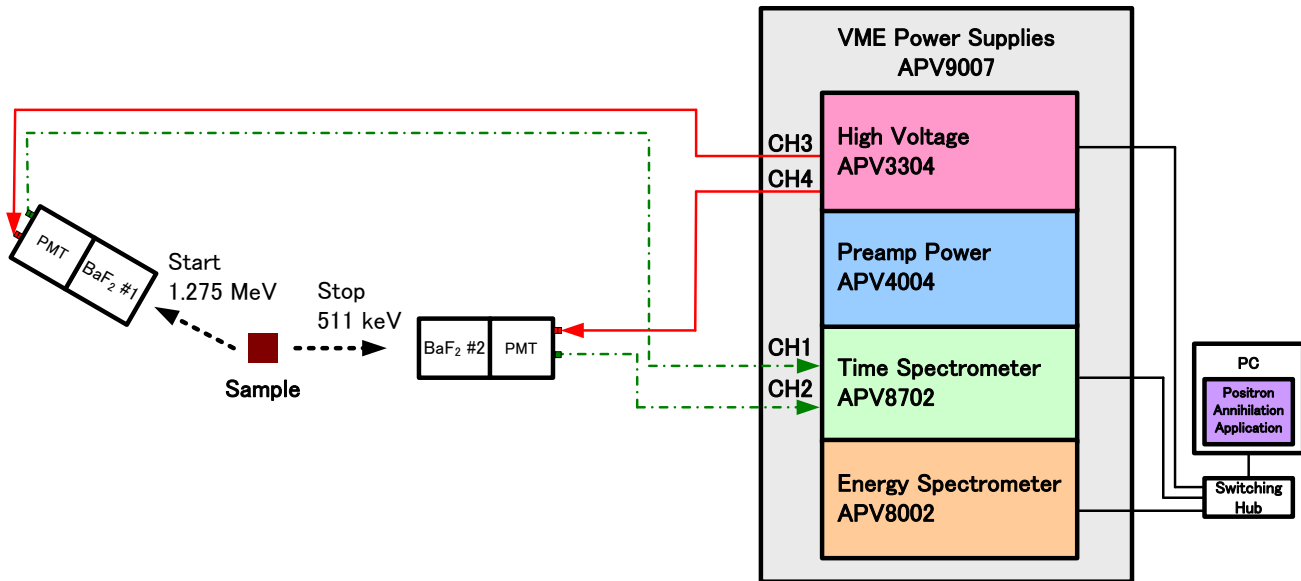 VME Power Supplies
APV9007
CH3
CH4
High Voltage
APV3304
Preamp Power
APV4004
CH1
CH2
Time Spectrometer
APV8702
Energy Spectrometer
APV8002
PMT
BaF₂ #1
Start
1.275 MeV
Stop
511 keV
Sample
BaF₂ #2
PMT
PC
Positron
Annihilation
Application
Switching
Hub